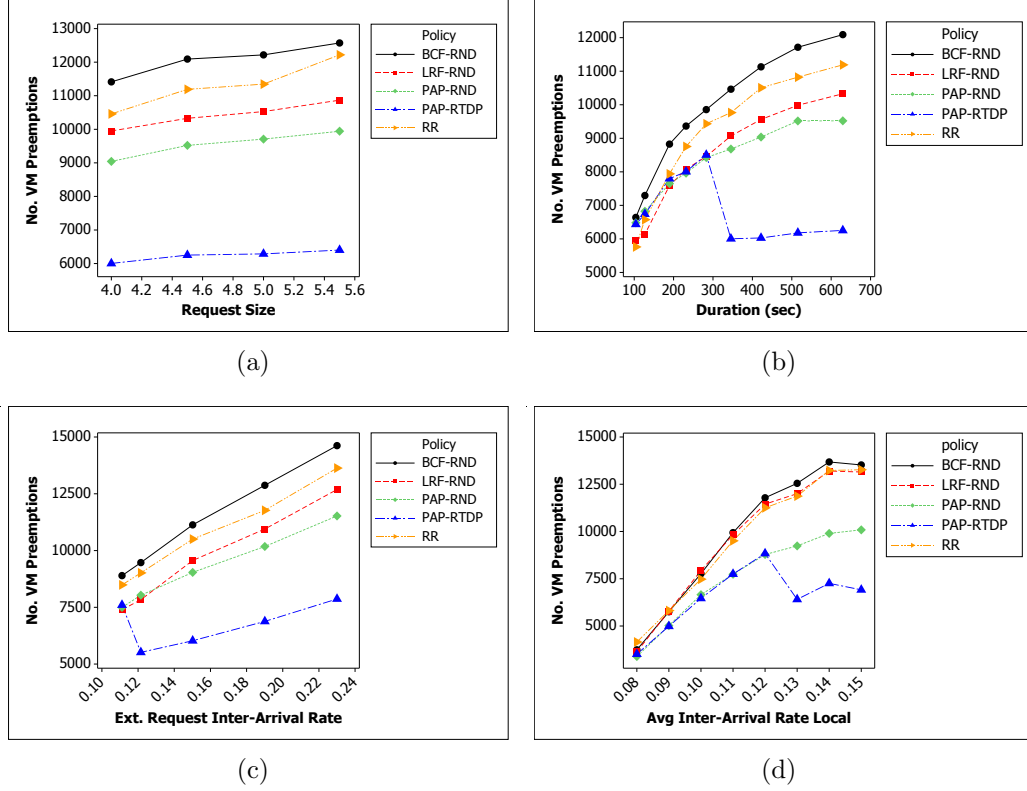 13000
12000
11000
10000
9000
8000
7000
6000
No. VM Preemptions
4.0 4.2 4.4 4.6 4.8 5.0 5.2 5.4 5.6
Request Size
Policy
BCF-RND
LRF-RND
PAP-RND
PAP-RTDP
RR
(a)
12000
11000
10000
9000
8000
7000
6000
5000
No. VM Preemptions
100 200 300 400 500 600 700
Duration (sec)
Policy
BCF-RND
LRF-RND
PAP-RND
PAP-RTDP
RR
(b)
15000
12500
10000
7500
5000
No. VM Preemptions
0.10 0.12 0.14 0.16 0.18 0.20 0.22 0.24
Ext. Request Inter-Arrival Rate
Policy
BCF-RND
LRF-RND
PAP-RND
PAP-RTDP
RR
(c)
15000
12500
10000
7500
5000
No. VM Preemptions
0.08 0.09 0.10 0.11 0.12 0.13 0.14 0.15
Avg Inter-Arrival Rate Local
policy
BCF-RND
LRF-RND
PAP-RND
PAP-RTDP
RR
(d)